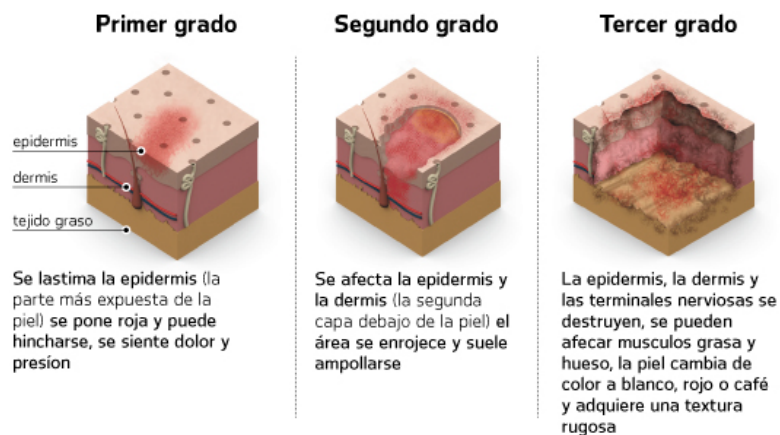 Primer grado
epidermis
dermis
tejido graso
Se lastima la epidermis (la
parte más expuesta de la
piel) se pone roja y puede
hincharse, se siente dolor y
presíon
Segundo grado
Se afecta la epidermis y
la dermis (la segunda
capa debajo de la piel) el
área se enrojece y suele
ampollarse
Tercer grado
La epidermis, la dermis y
las terminales nerviosas se
destruyen, se pueden
afecar musculos grasa y
hueso, la piel cambia de
color a blanco, rojo o café
y adquiere una textura
rugosa